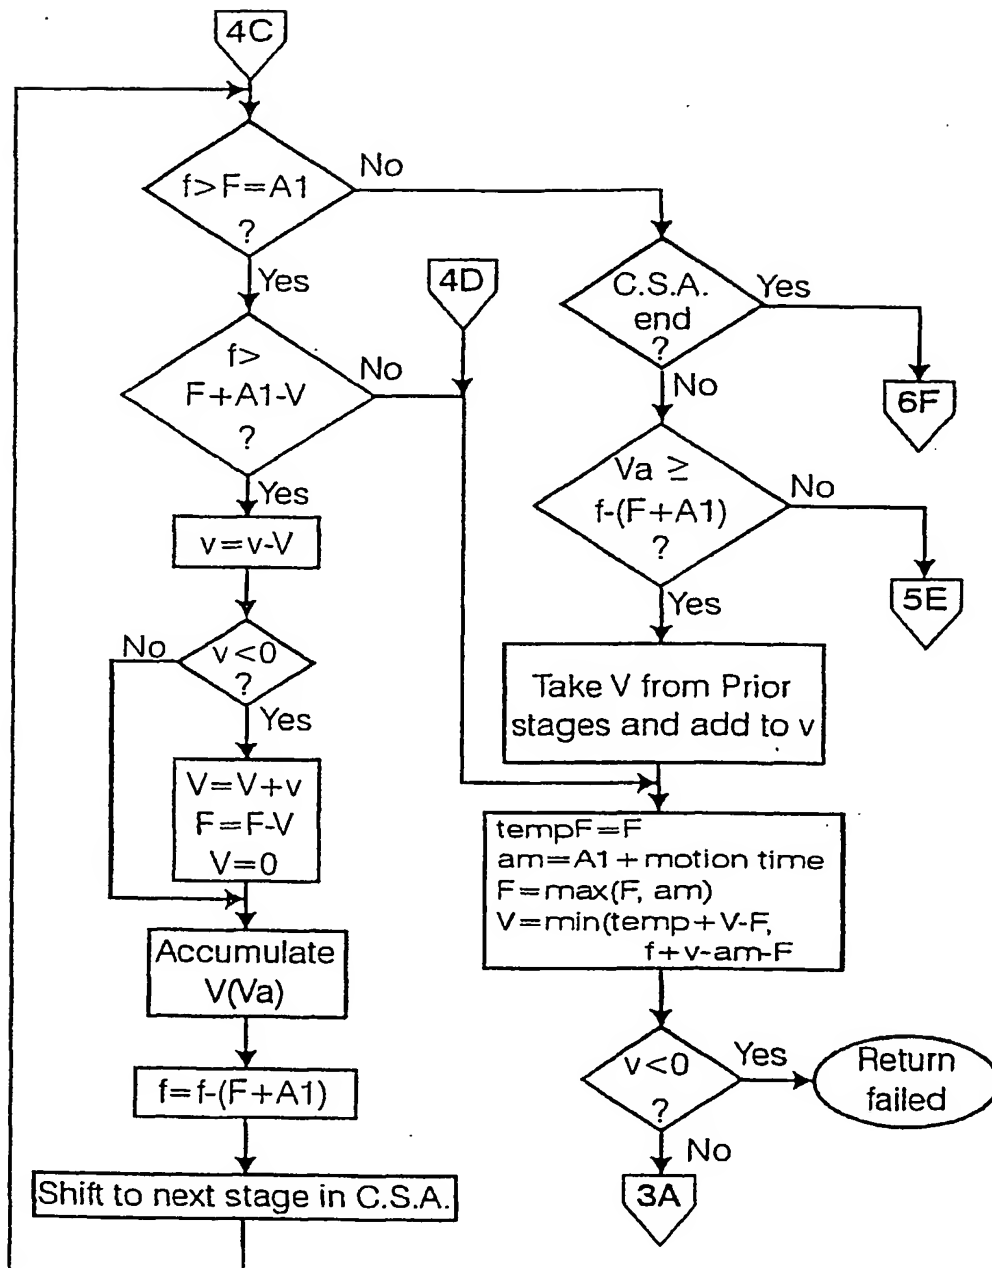 4C
f>F=A1
?
No
Yes
4D
f>
F+A1-V
?
No
Yes
v=v-V
v<0
?
No
Yes
V=V+v
F=F-V
V=0
Accumulate
V(Va)
f=f-(F+A1)
Shift to next stage in C.S.A.
C.S.A.
end
?
Yes
6F
No
Va ≥
f-(F+A1)
?
No
5E
Yes
Take V from Prior
stages and add to v
tempF=F
am=A1+motion time
F=max(F, am)
V=min(temp+V-F,
f+v-am-F
v<0
?
Yes
Return
failed
No
3A